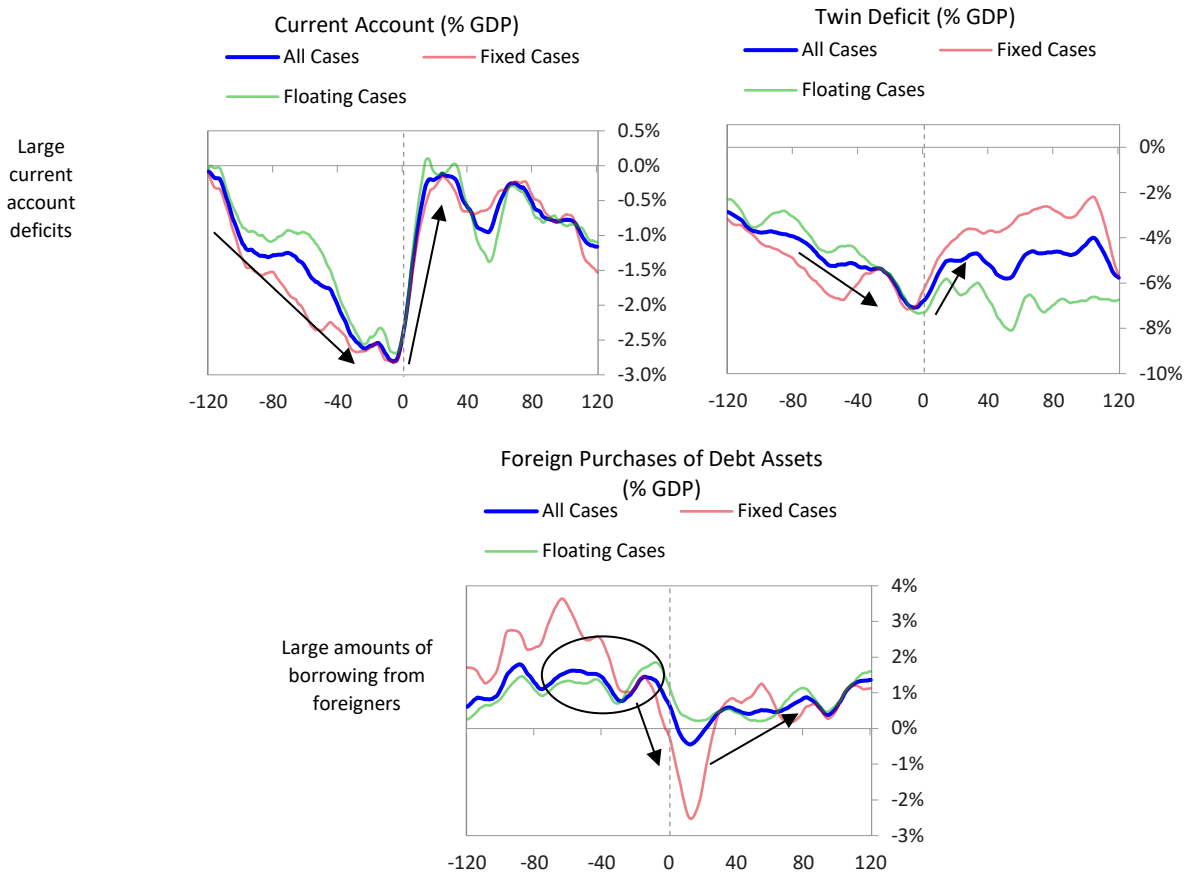 Current Account (% GDP)
All Cases
Fixed Cases
Floating Cases
Large
current
account
deficits
0.5%
0.0%
-0.5%
-1.0%
-1.5%
-2.0%
-2.5%
-3.0%
-120 -80 -40 0 40 80 120
Twin Deficit (% GDP)
All Cases
Fixed Cases
Floating Cases
0%
-2%
-4%
-6%
-8%
-10%
-120 -80 -40 0 40 80 120
Foreign Purchases of Debt Assets
(% GDP)
All Cases
Fixed Cases
Floating Cases
Large amounts of
borrowing from
foreigners
4%
3%
2%
1%
0%
-1%
-2%
-3%
-120 -80 -40 0 40 80 120